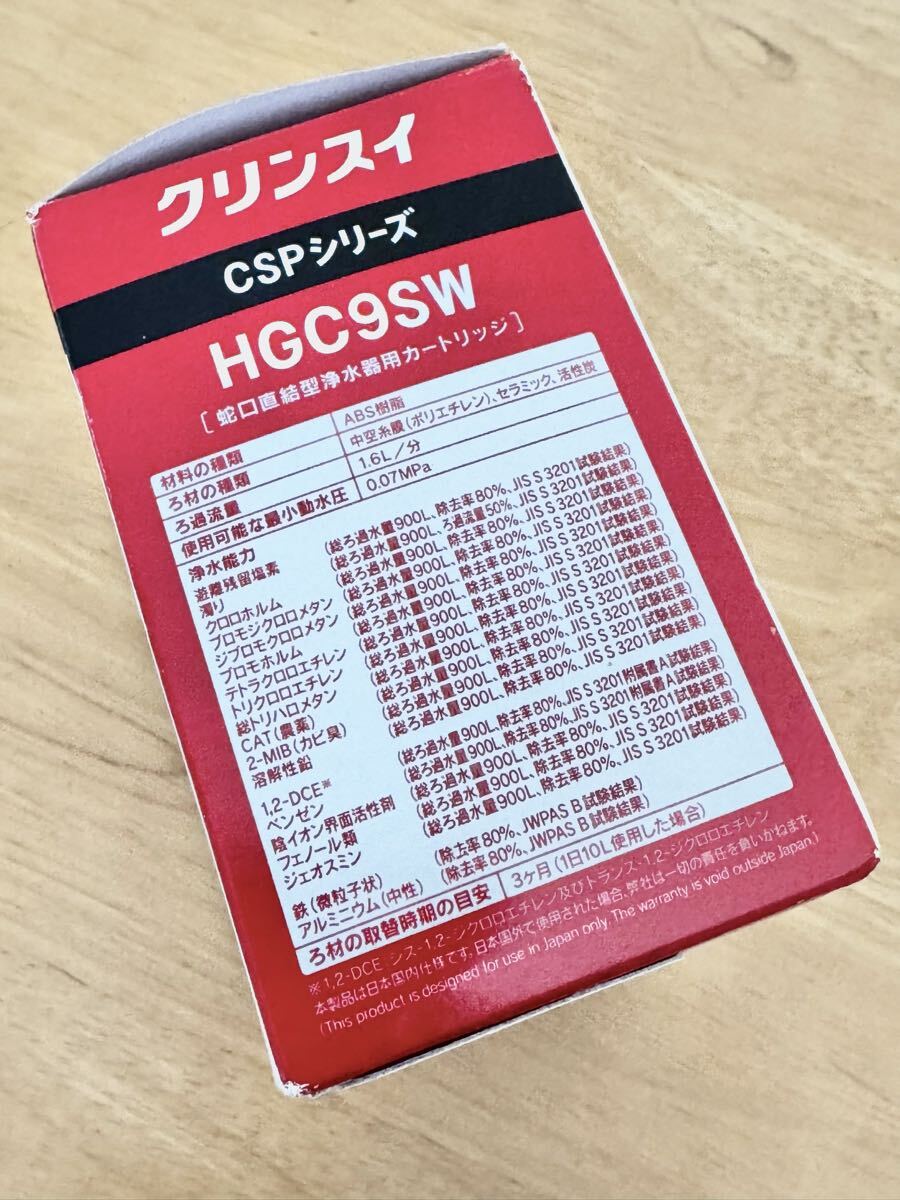 クリンスイ
CSPシリーズ
HGC9SW
[ 蛇口直結型浄水器用カートリッジ ]
材料の種類 ABS樹脂
ろ材の種類 中空糸膜(ポリエチレン)、セラミック、活性炭
ろ過流量 1.6L/分
使用可能な最小動水圧 0.07MPa
浄水能力
遊離残留塩素 (総ろ過水量900L、除去率80%、JIS S 3201試験結果)
濁り (総ろ過水量900L、ろ過流量50%、JIS S 3201試験結果)
クロロホルム (総ろ過水量900L、除去率80%、JIS S 3201試験結果)
ブロモジクロロメタン (総ろ過水量900L、除去率80%、JIS S 3201試験結果)
ジブロモクロロメタン (総ろ過水量900L、除去率80%、JIS S 3201試験結果)
ブロモホルム (総ろ過水量900L、除去率80%、JIS S 3201試験結果)
テトラクロロエチレン (総ろ過水量900L、除去率80%、JIS S 3201試験結果)
トリクロロエチレン (総ろ過水量900L、除去率80%、JIS S 3201試験結果)
総トリハロメタン (総ろ過水量900L、除去率80%、JIS S 3201試験結果)
CAT(農薬) (総ろ過水量900L、除去率80%、JIS S 3201試験結果)
2-MIB(カビ臭) (総ろ過水量900L、除去率80%、JIS S 3201試験結果)
溶解性鉛 (総ろ過水量900L、除去率80%、JIS S 3201試験結果)
1,2-DCE※ (総ろ過水量900L、除去率80%、JIS S 3201附属書A試験結果)
ベンゼン (総ろ過水量900L、除去率80%、JIS S 3201附属書A試験結果)
陰イオン界面活性剤 (総ろ過水量900L、除去率80%、JIS S 3201試験結果)
フェノール類 (総ろ過水量900L、除去率80%、JIS S 3201試験結果)
ジェオスミン (総ろ過水量900L、除去率80%、JIS S 3201試験結果)
鉄(微粒子状) (除去率80%、JWPAS B試験結果)
アルミニウム(中性) (除去率80%、JWPAS B試験結果)
ろ材の取替時期の目安 3ヶ月(1日10L使用した場合)
※1,2-DCE シス-1,2-ジクロロエチレン及びトランス-1,2-ジクロロエチレン
本製品は日本国内仕様です。日本国外で使用された場合、弊社は一切の責任を負いかねます。
(This product is designed for use in Japan only. The warranty is void outside Japan.)